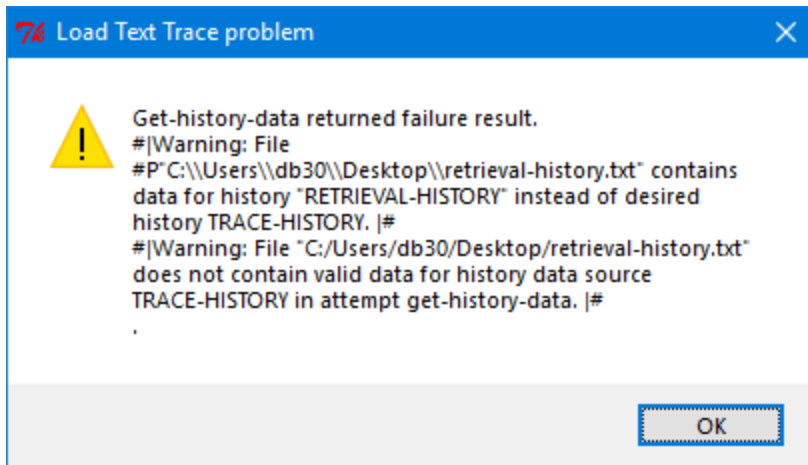 Load Text Trace problem
Get-history-data returned failure result.
#|Warning: File
#P"C:\\Users\\db30\\Desktop\\retrieval-history.txt" contains
data for history "RETRIEVAL-HISTORY" instead of desired
history TRACE-HISTORY. |#
#|Warning: File "C:/Users/db30/Desktop/retrieval-history.txt"
does not contain valid data for history data source
TRACE-HISTORY in attempt get-history-data. |#
.
OK